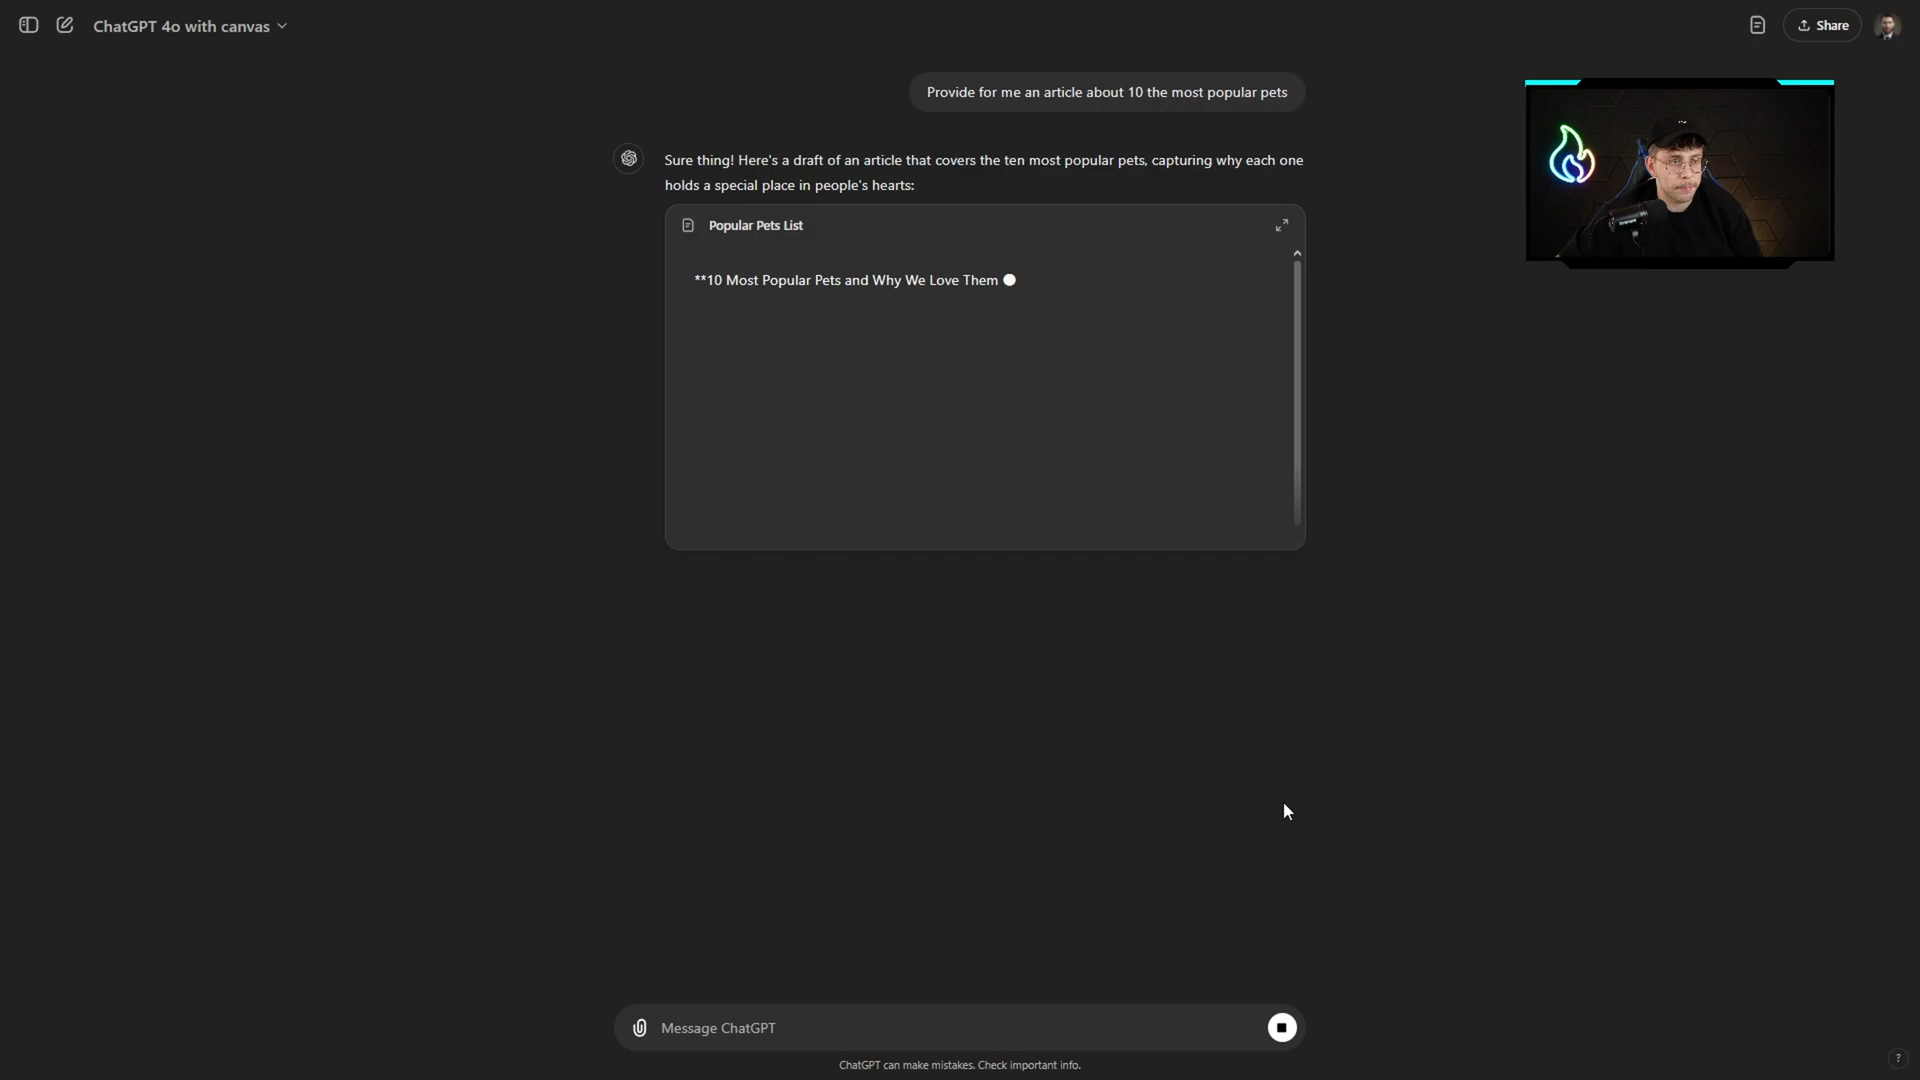 ChatGPT 4o with canvas
Share
Provide for me an article about 10 the most popular pets
Sure thing! Here's a draft of an article that covers the ten most popular pets, capturing why each one
holds a special place in people's hearts:
Popular Pets List
**10 Most Popular Pets and Why We Love Them
Message ChatGPT
ChatGPT can make mistakes. Check important info.
?